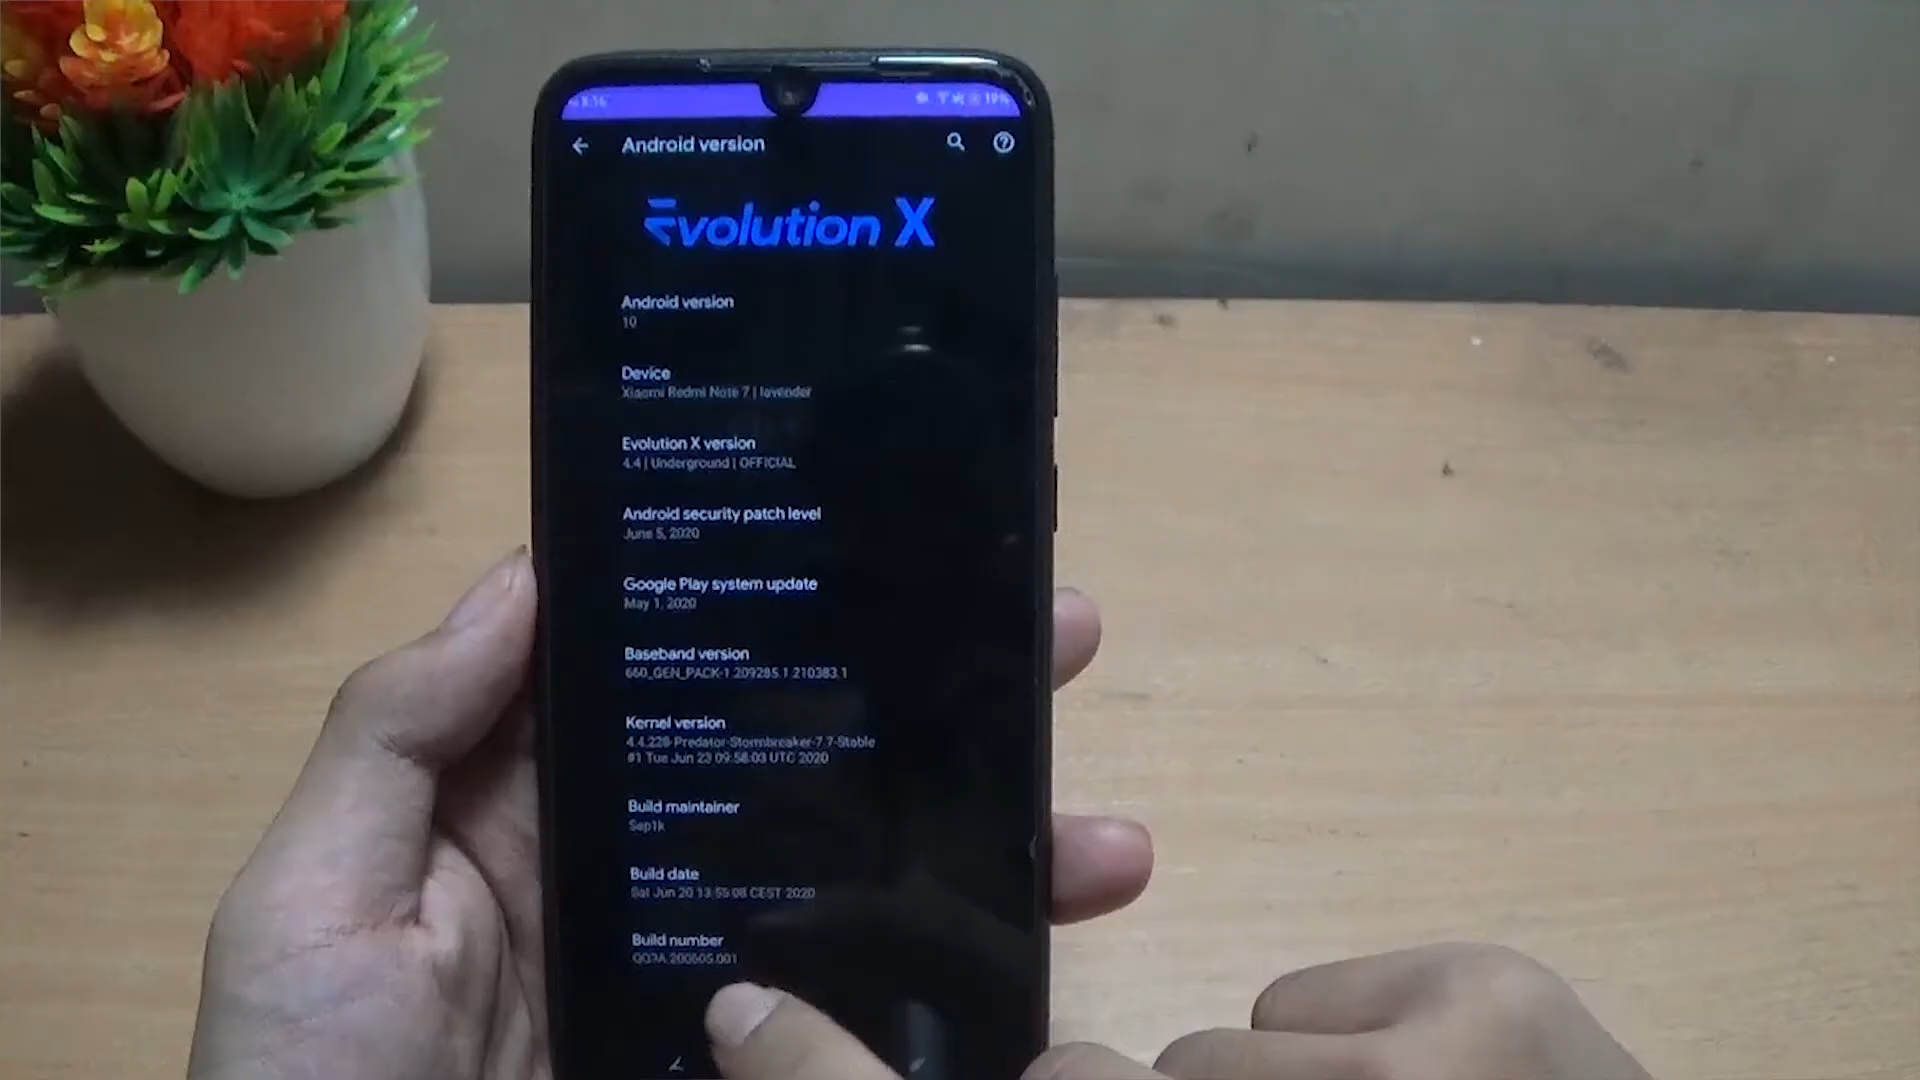 8:16
19%
Android version
Evolution X
Android version
10
Device
Xiaomi Redmi Note 7 | lavender
Evolution X version
4.4 | Underground | OFFICIAL
Android security patch level
June 5, 2020
Google Play system update
May 1, 2020
Baseband version
660_GEN_PACK-1.209285.1.210383.1
Kernel version
4.4.228-Predator-Stormbreaker-7.7-Stable
#1 Tue Jun 23 09:58:03 UTC 2020
Build maintainer
Sep1k
Build date
Sat Jun 20 13:55:08 CEST 2020
Build number
QQ3A.200605.001